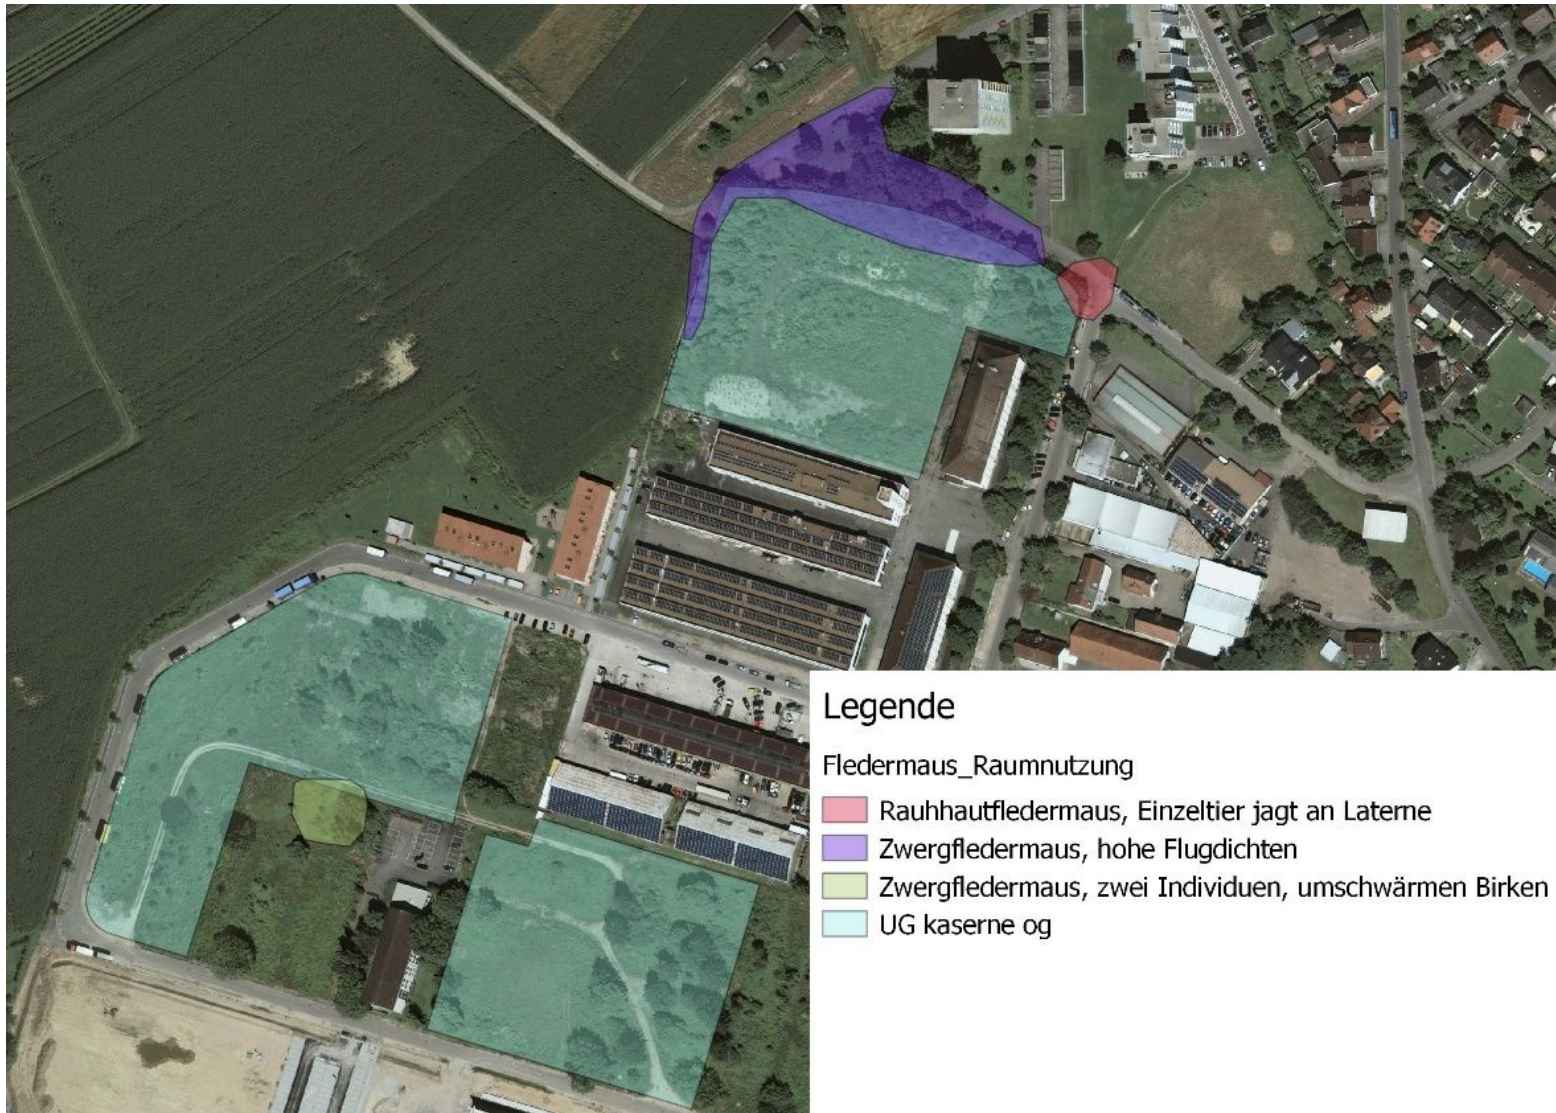 Legende
Fledermaus_Raumnutzung
Rauhhautfledermaus, Einzeltier jagt an Laterne
Zwergfledermaus, hohe Flugdichten
Zwergfledermaus, zwei Individuen, umschwärmen Birken
UG kaserne og